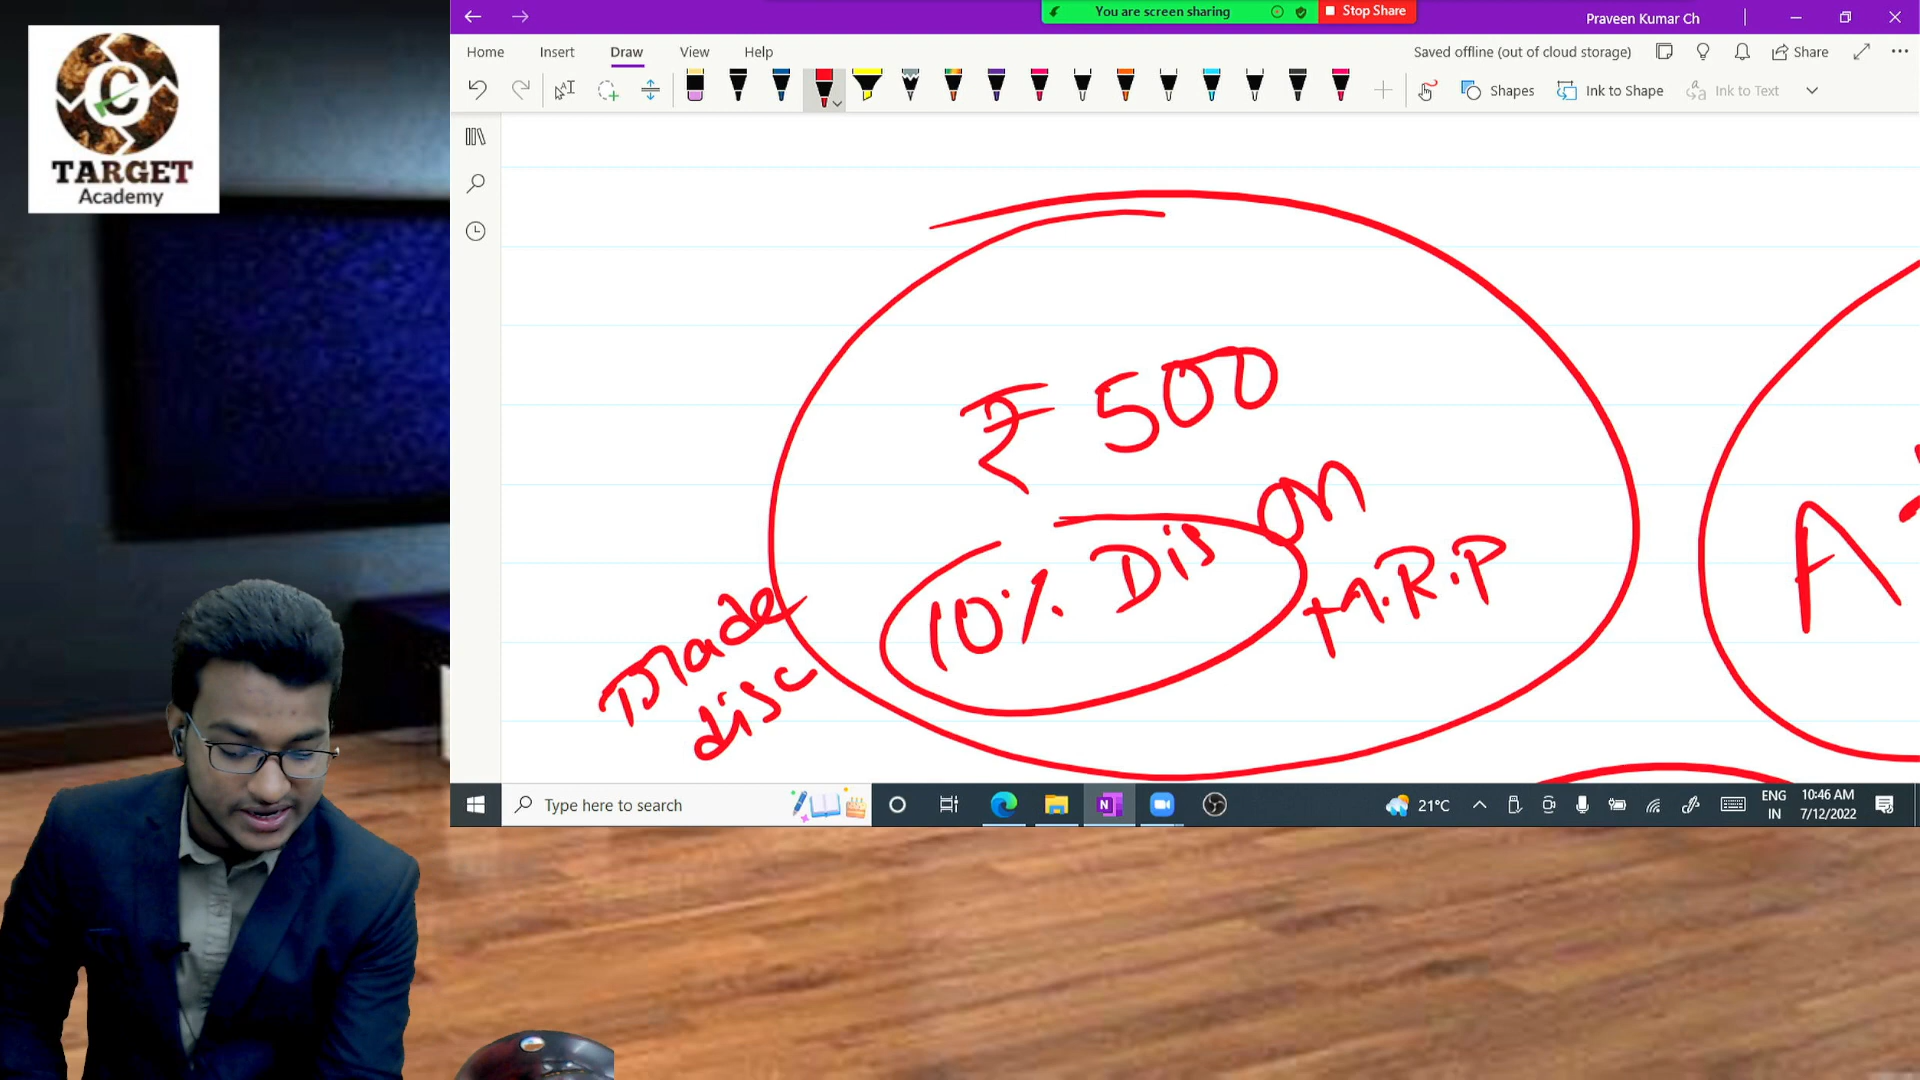 C
TARGET
Academy
You are screen sharing
Stop Share
Praveen Kumar Ch
Home
Insert
Draw
View
Help
Saved offline (out of cloud storage)
Share
Shapes
Ink to Shape
Ink to Text
₹ 500
10% Dis on
M.R.P
Trade
disc
A
Type here to search
N
21°C
ENG
IN
10:46 AM
7/12/2022